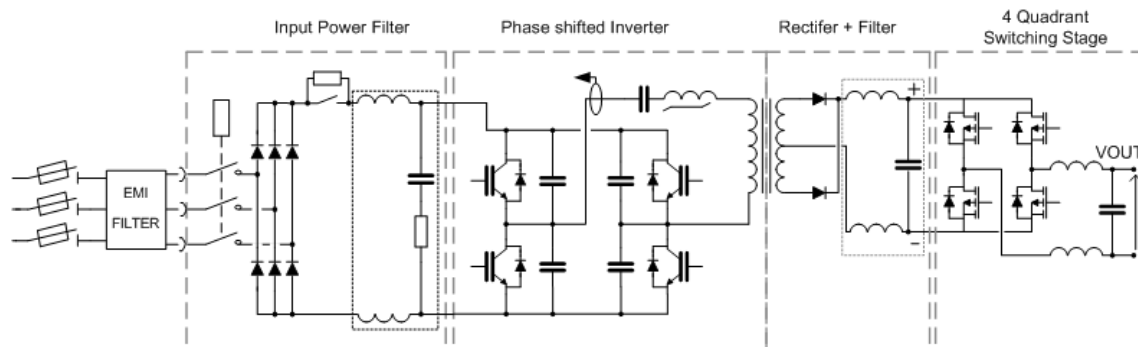 Input Power Filter
Phase shifted Inverter
Rectifer + Filter
4 Quadrant
Switching Stage
EMI
FILTER
+
-
VOUT